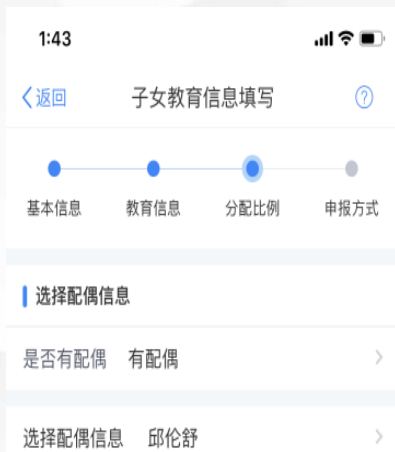 1:43
返回 子女教育信息填写 ?
基本信息 教育信息 分配比例 申报方式
选择配偶信息
是否有配偶 有配偶
选择配偶信息 邱伦舒